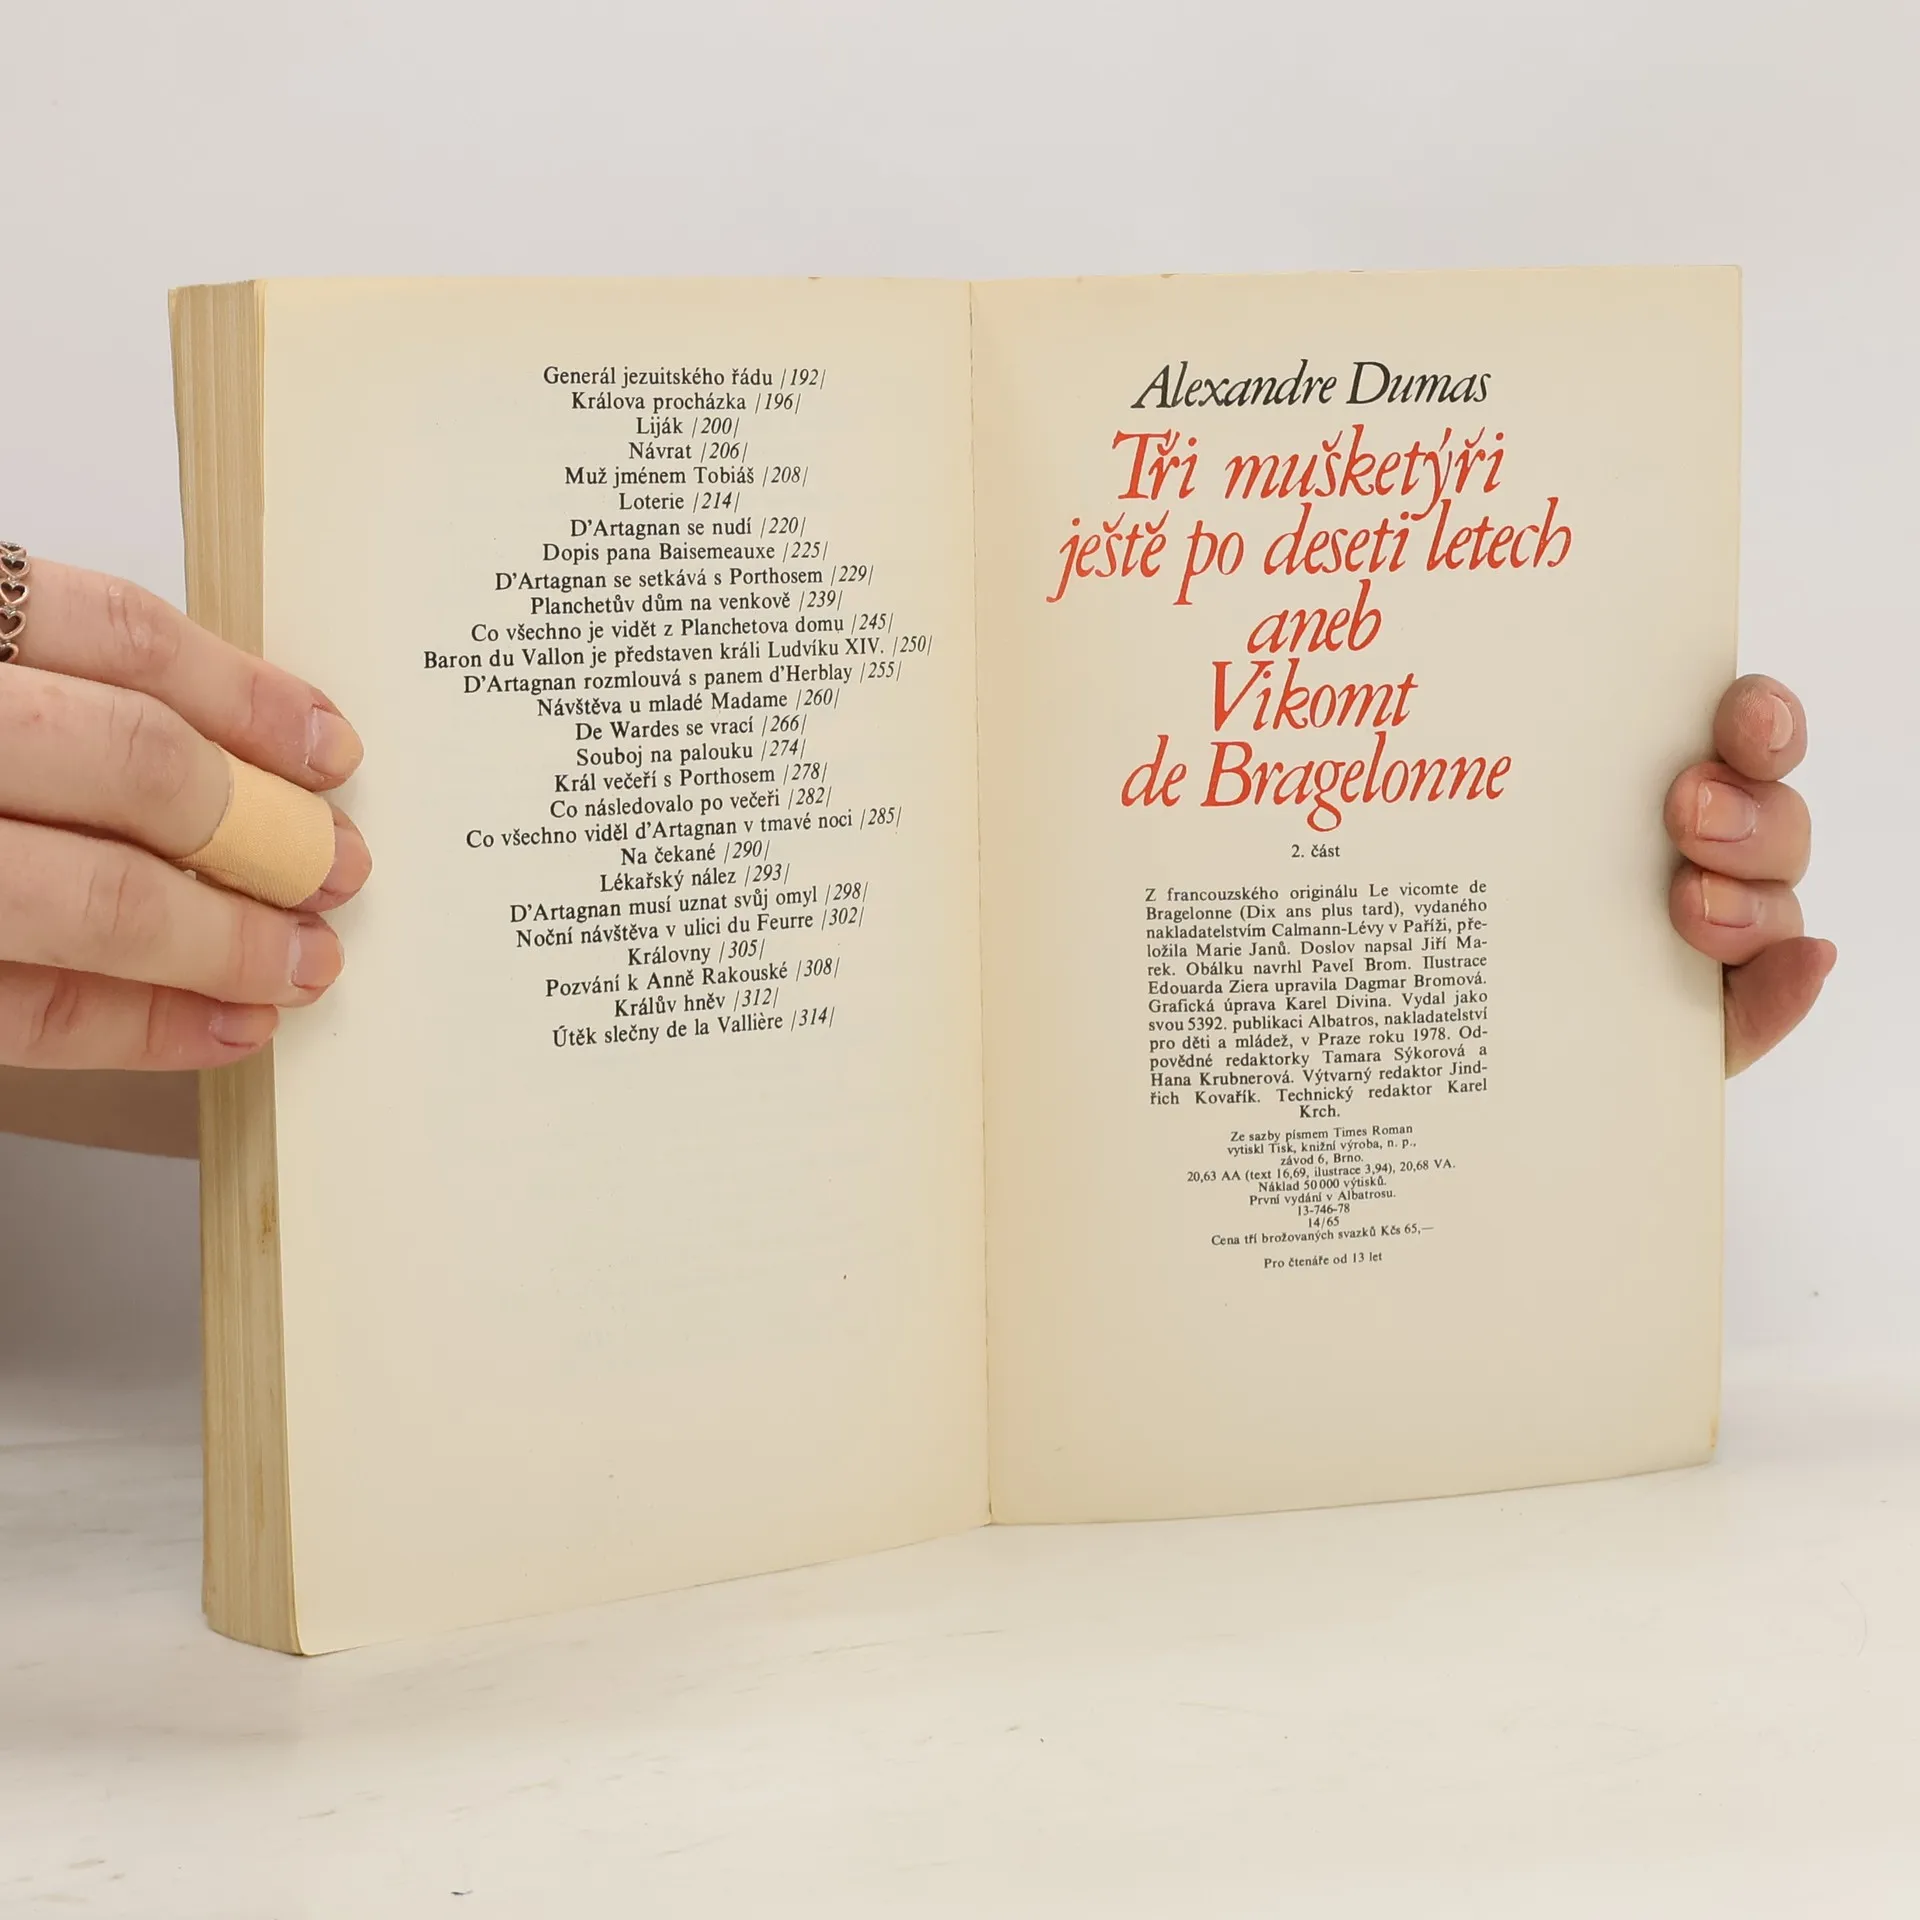 Generál jezuitského řádu /192/
Králova procházka /196/
Liják /200/
Návrat /206/
Muž jménem Tobiáš /208/
Loterie /214/
D'Artagnan se nudí /220/
Dopis pana Baisemeauxe /225/
D'Artagnan se setkává s Porthosem /229/
Planchetův dům na venkově /239/
Co všechno je vidět z Planchetova domu /245/
Baron du Vallon je představen králi Ludvíku XIV. /250/
D'Artagnan rozmlouvá s panem d'Herblay /255/
Návštěva u mladé Madame /260/
De Wardes se vrací /266/
Souboj na palouku /274/
Král večeří s Porthosem /278/
Co následovalo po večeři /282/
Co všechno viděl d'Artagnan v tmavé noci /285/
Na čekané /290/
Lékařský nález /293/
D'Artagnan musí uznat svůj omyl /298/
Noční návštěva v ulici du Feurre /302/
Královny /305/
Pozvání k Anně Rakouské /308/
Králův hněv /312/
Útěk slečny de la Vallière /314/
Alexandre Dumas
Tři mušketýři
ještě po deseti letech
aneb
Vikomt
de Bragelonne
2. část
Z francouzského originálu Le vicomte de
Bragelonne (Dix ans plus tard), vydaného
nakladatelstvím Calmann-Lévy v Paříži, pře-
ložila Marie Janů. Doslov napsal Jiří Ma-
rek. Obálku navrhl Pavel Brom. Ilustrace
Edouarda Ziera upravila Dagmar Bromová.
Grafická úprava Karel Divina. Vydal jako
svou 5392. publikaci Albatros, nakladatelství
pro děti a mládež, v Praze roku 1978. Od-
povědné redaktorky Tamara Sýkorová a
Hana Krubnerová. Výtvarný redaktor Jind-
řich Kovařík. Technický redaktor Karel
Krch.
Ze sazby písmem Times Roman
vytiskl Tisk, knižní výroba, n. p.,
závod 6, Brno.
20,63 AA (text 16,69, ilustrace 3,94), 20,68 VA.
Náklad 50 000 výtisků.
První vydání v Albatrosu.
13-746-78
14/65
Cena tří brožovaných svazků Kčs 65,—
Pro čtenáře od 13 let